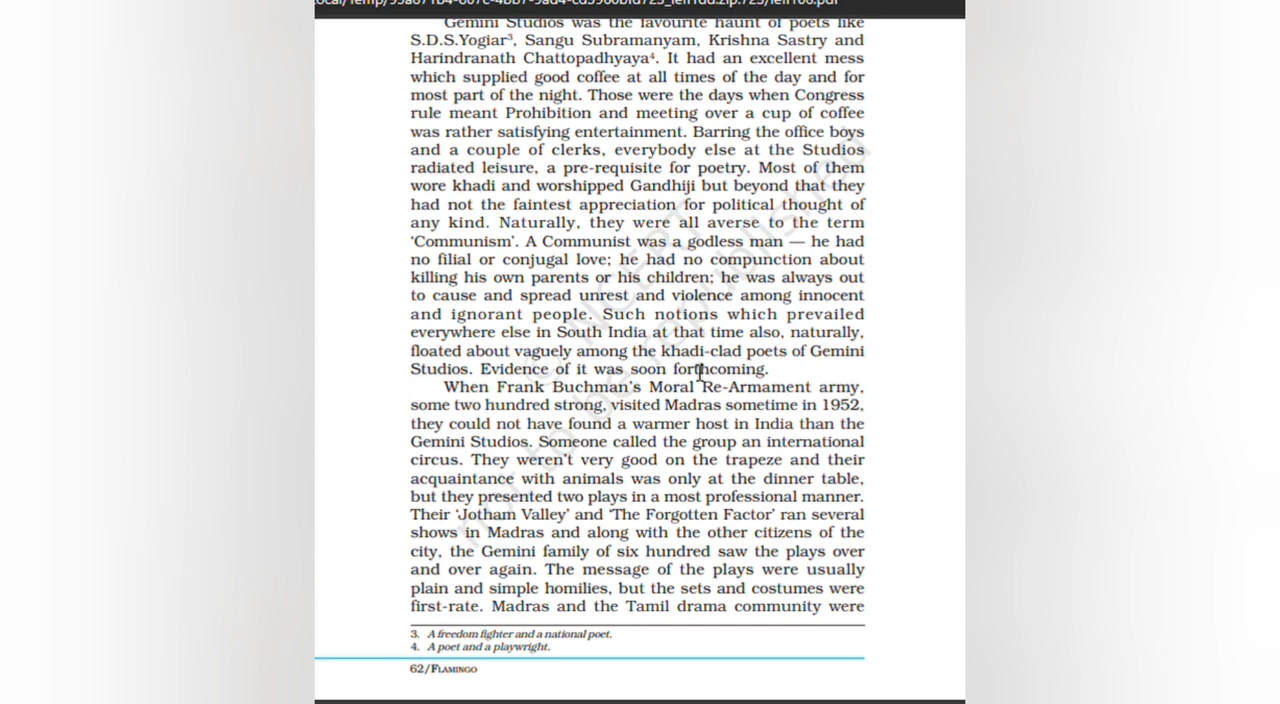 ocal/Temp/95a671b4-807c-4bb7-9ad4-cd5960bfd725_lefl1dd.zip.725/lefl106.pdf
Gemini Studios was the favourite haunt of poets like
S.D.S.Yogiar³, Sangu Subramanyam, Krishna Sastry and
Harindranath Chattopadhyaya⁴. It had an excellent mess
which supplied good coffee at all times of the day and for
most part of the night. Those were the days when Congress
rule meant Prohibition and meeting over a cup of coffee
was rather satisfying entertainment. Barring the office boys
and a couple of clerks, everybody else at the Studios
radiated leisure, a pre-requisite for poetry. Most of them
wore khadi and worshipped Gandhiji but beyond that they
had not the faintest appreciation for political thought of
any kind. Naturally, they were all averse to the term
‘Communism’. A Communist was a godless man — he had
no filial or conjugal love; he had no compunction about
killing his own parents or his children; he was always out
to cause and spread unrest and violence among innocent
and ignorant people. Such notions which prevailed
everywhere else in South India at that time also, naturally,
floated about vaguely among the khadi-clad poets of Gemini
Studios. Evidence of it was soon forthcoming.
When Frank Buchman’s Moral Re-Armament army,
some two hundred strong, visited Madras sometime in 1952,
they could not have found a warmer host in India than the
Gemini Studios. Someone called the group an international
circus. They weren’t very good on the trapeze and their
acquaintance with animals was only at the dinner table,
but they presented two plays in a most professional manner.
Their ‘Jotham Valley’ and ‘The Forgotten Factor’ ran several
shows in Madras and along with the other citizens of the
city, the Gemini family of six hundred saw the plays over
and over again. The message of the plays were usually
plain and simple homilies, but the sets and costumes were
first-rate. Madras and the Tamil drama community were
3. A freedom fighter and a national poet.
4. A poet and a playwright.
62/FLAMINGO
© NCERT
not to be republished